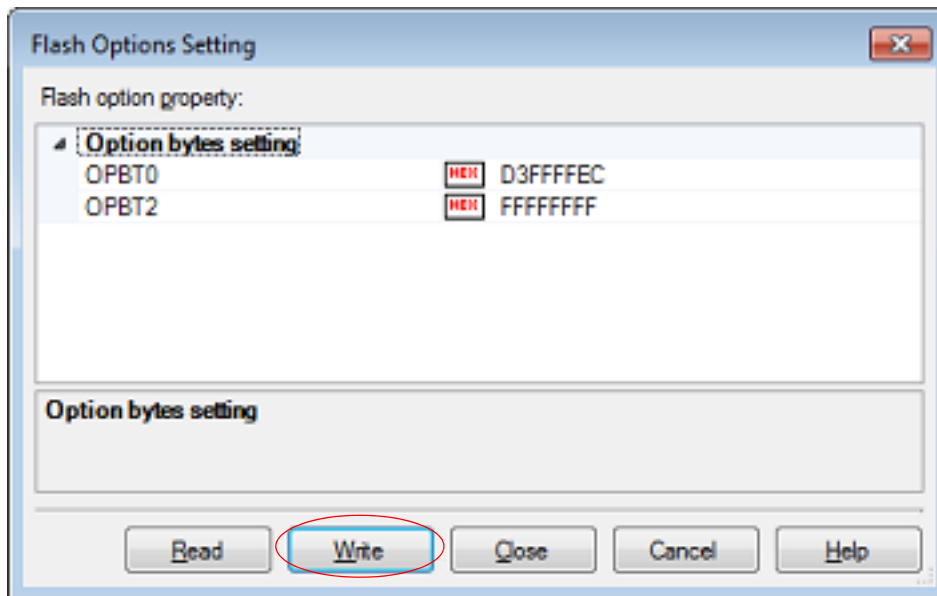 Flash Options Setting
Flash option property:
Option bytes setting
OPBT0 HEX D3FFFFEC
OPBT2 HEX FFFFFFFF
Option bytes setting
Read Write Close Cancel Help